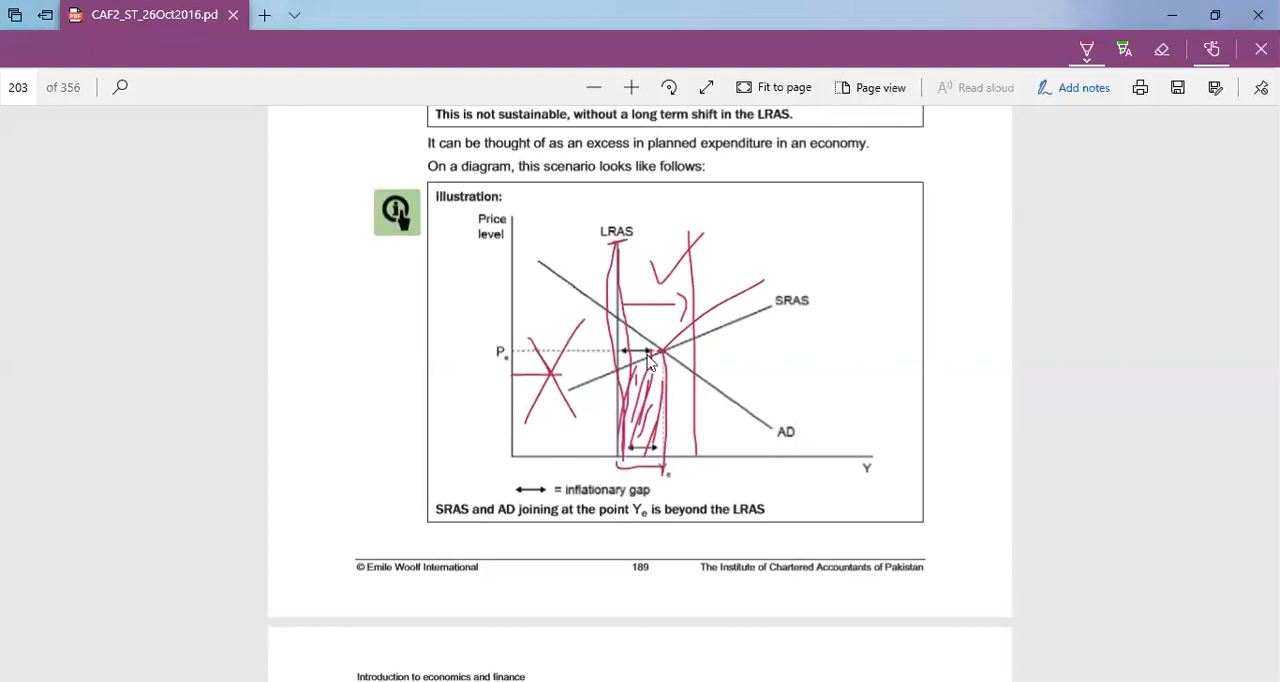 CAF2_ST_26Oct2016.pd
203 of 356
Fit to page
Page view
Read aloud
Add notes
This is not sustainable, without a long term shift in the LRAS.
It can be thought of as an excess in planned expenditure in an economy.
On a diagram, this scenario looks like follows:
Illustration:
Price
level
LRAS
SRAS
Pe
AD
Y
Ye
= inflationary gap
SRAS and AD joining at the point Ye is beyond the LRAS
© Emile Woolf International 189 The Institute of Chartered Accountants of Pakistan
Introduction to economics and finance